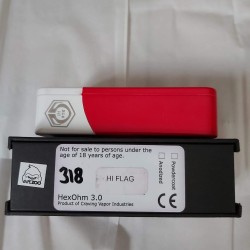 Not for sale to persons under the
age of 18 years of age.
318
HI FLAG
HexOhm 3.0
Product of Craving Vapor Industries
Anodized
Powdercoat